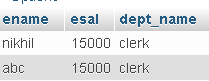 ename esal dept_name
nikhil 15000 clerk
abc 15000 clerk